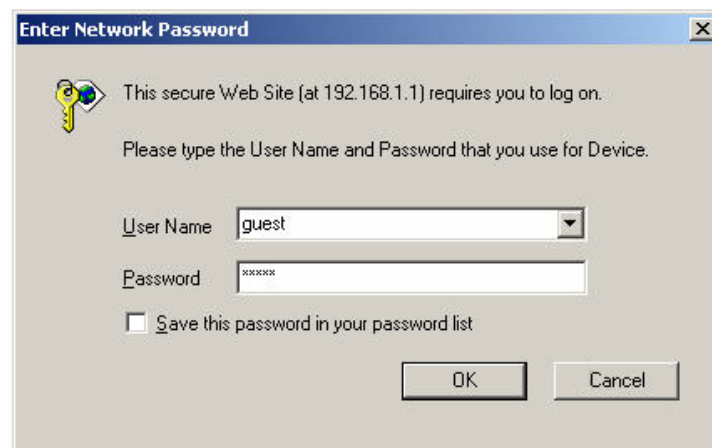 Enter Network Password
This secure Web Site (at 192.168.1.1) requires you to log on.
Please type the User Name and Password that you use for Device.
User Name guest
Password xxxxx
Save this password in your password list
OK Cancel